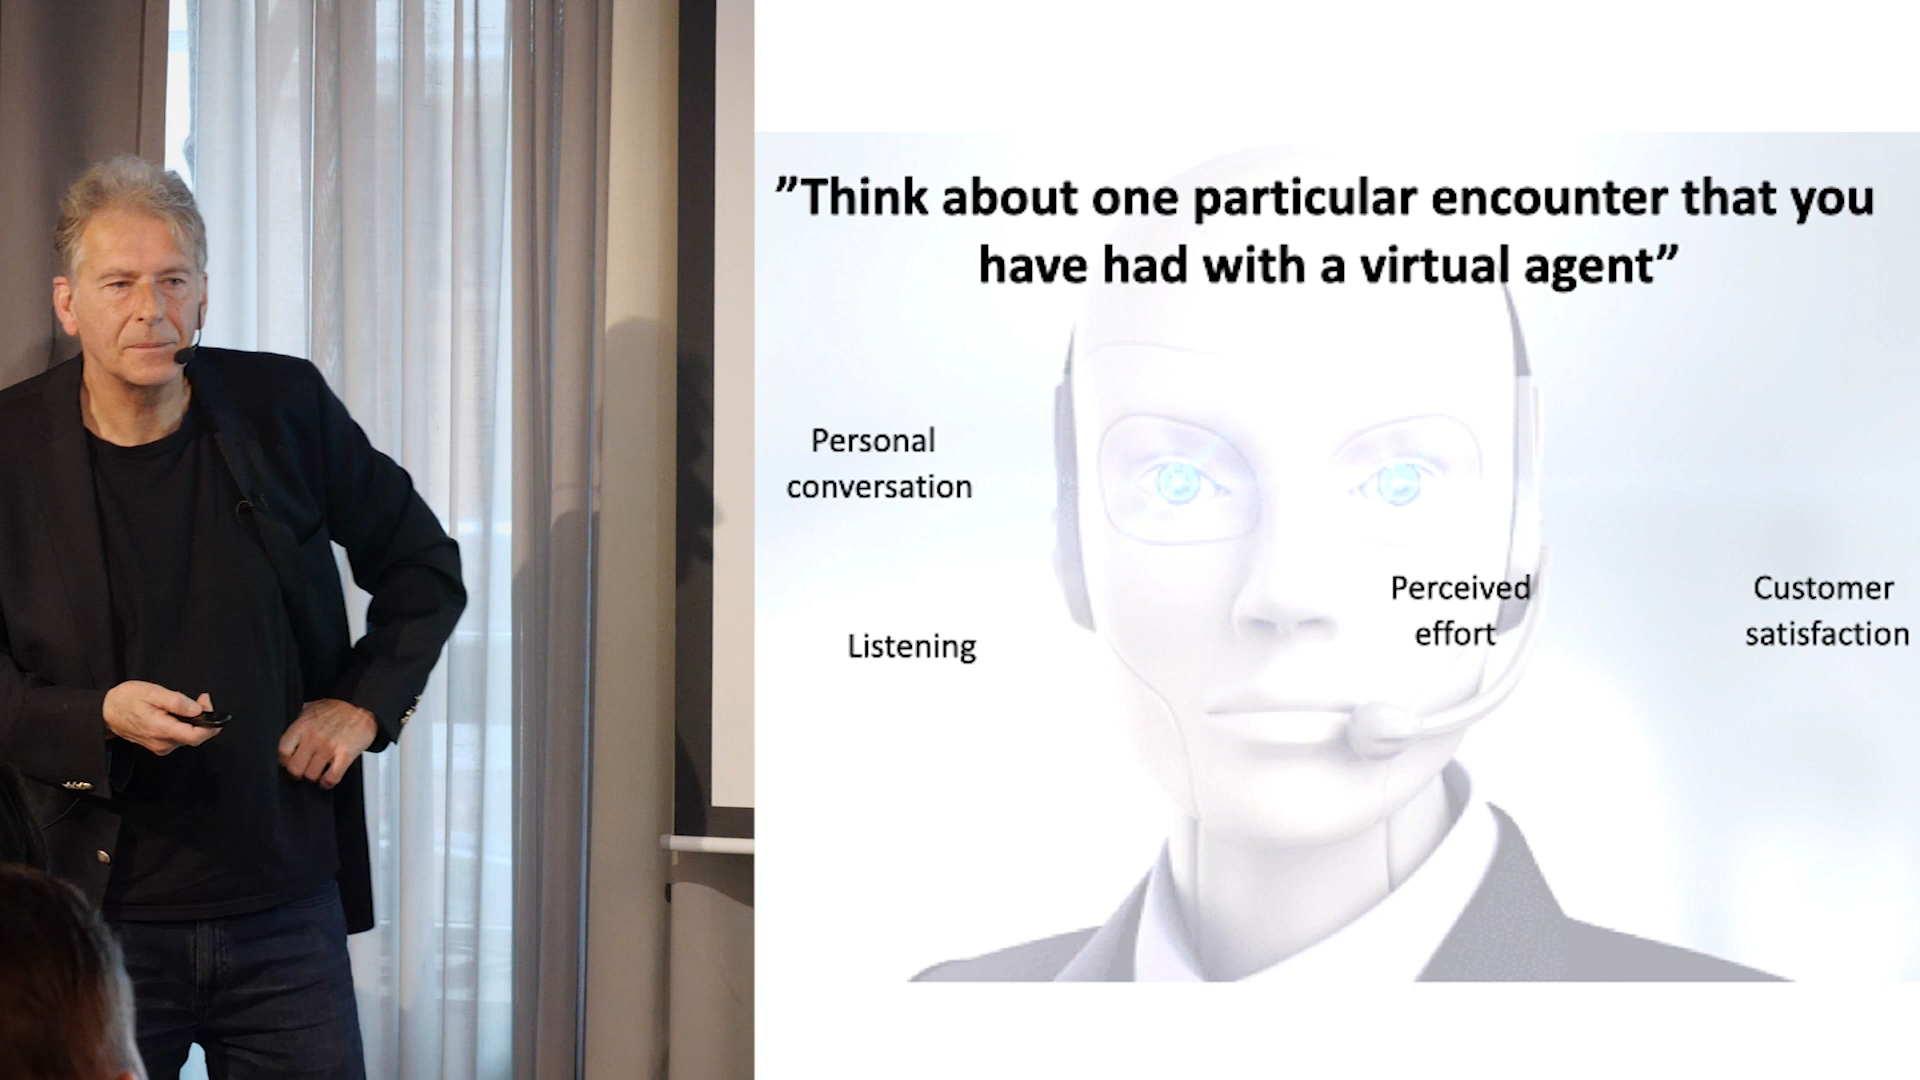 ”Think about one particular encounter that you
have had with a virtual agent”
Personal
conversation
Listening
Perceived
effort
Customer
satisfaction